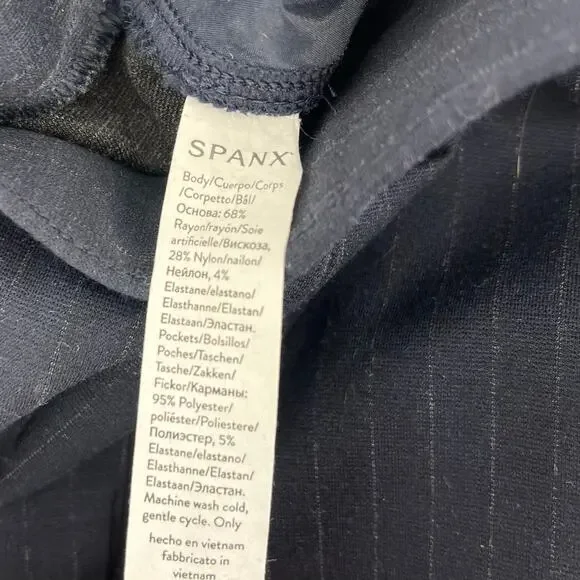 SPANX
Body/Cuerpo/Corps
/Corpetto/Bål/
Основа: 68%
Rayon/rayón/Soie
artificielle/Вискоза,
28% Nylon/nailon/
Нейлон, 4%
Elastane/elastano/
Elasthanne/Elastan/
Elastaan/Эластан.
Pockets/Bolsillos/
Poches/Taschen/
Tasche/Zakken/
Fickor/Карманы:
95% Polyester/
poliéster/Poliestere/
Полиэстер, 5%
Elastane/elastano/
Elasthanne/Elastan/
Elastaan/Эластан.
Machine wash cold,
gentle cycle. Only
hecho en vietnam
fabbricato in
vietnam